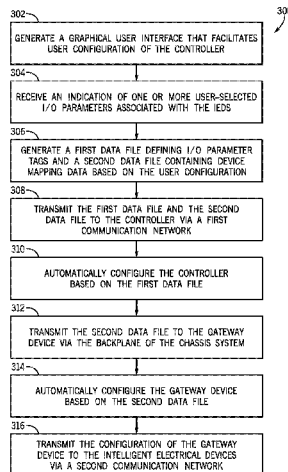 302
300
GENERATE A GRAPHICAL USER INTERFACE THAT FACILITATES
USER CONFIGURATION OF THE CONTROLLER
304
RECEIVE AN INDICATION OF ONE OR MORE USER-SELECTED
I/O PARAMETERS ASSOCIATED WITH THE IEDS
306
GENERATE A FIRST DATA FILE DEFINING I/O PARAMETER
TAGS AND A SECOND DATA FILE CONTAINING DEVICE
MAPPING DATA BASED ON THE USER CONFIGURATION
308
TRANSMIT THE FIRST DATA FILE AND THE SECOND
DATA FILE TO THE CONTROLLER VIA A FIRST
COMMUNICATION NETWORK
310
AUTOMATICALLY CONFIGURE THE CONTROLLER
BASED ON THE FIRST DATA FILE
312
TRANSMIT THE SECOND DATA FILE TO THE GATEWAY
DEVICE VIA THE BACKPLANE OF THE CHASSIS SYSTEM
314
AUTOMATICALLY CONFIGURE THE GATEWAY DEVICE
BASED ON THE SECOND DATA FILE
316
TRANSMIT THE CONFIGURATION OF THE GATEWAY
DEVICE TO THE INTELLIGENT ELECTRICAL DEVICES
VIA A SECOND COMMUNICATION NETWORK